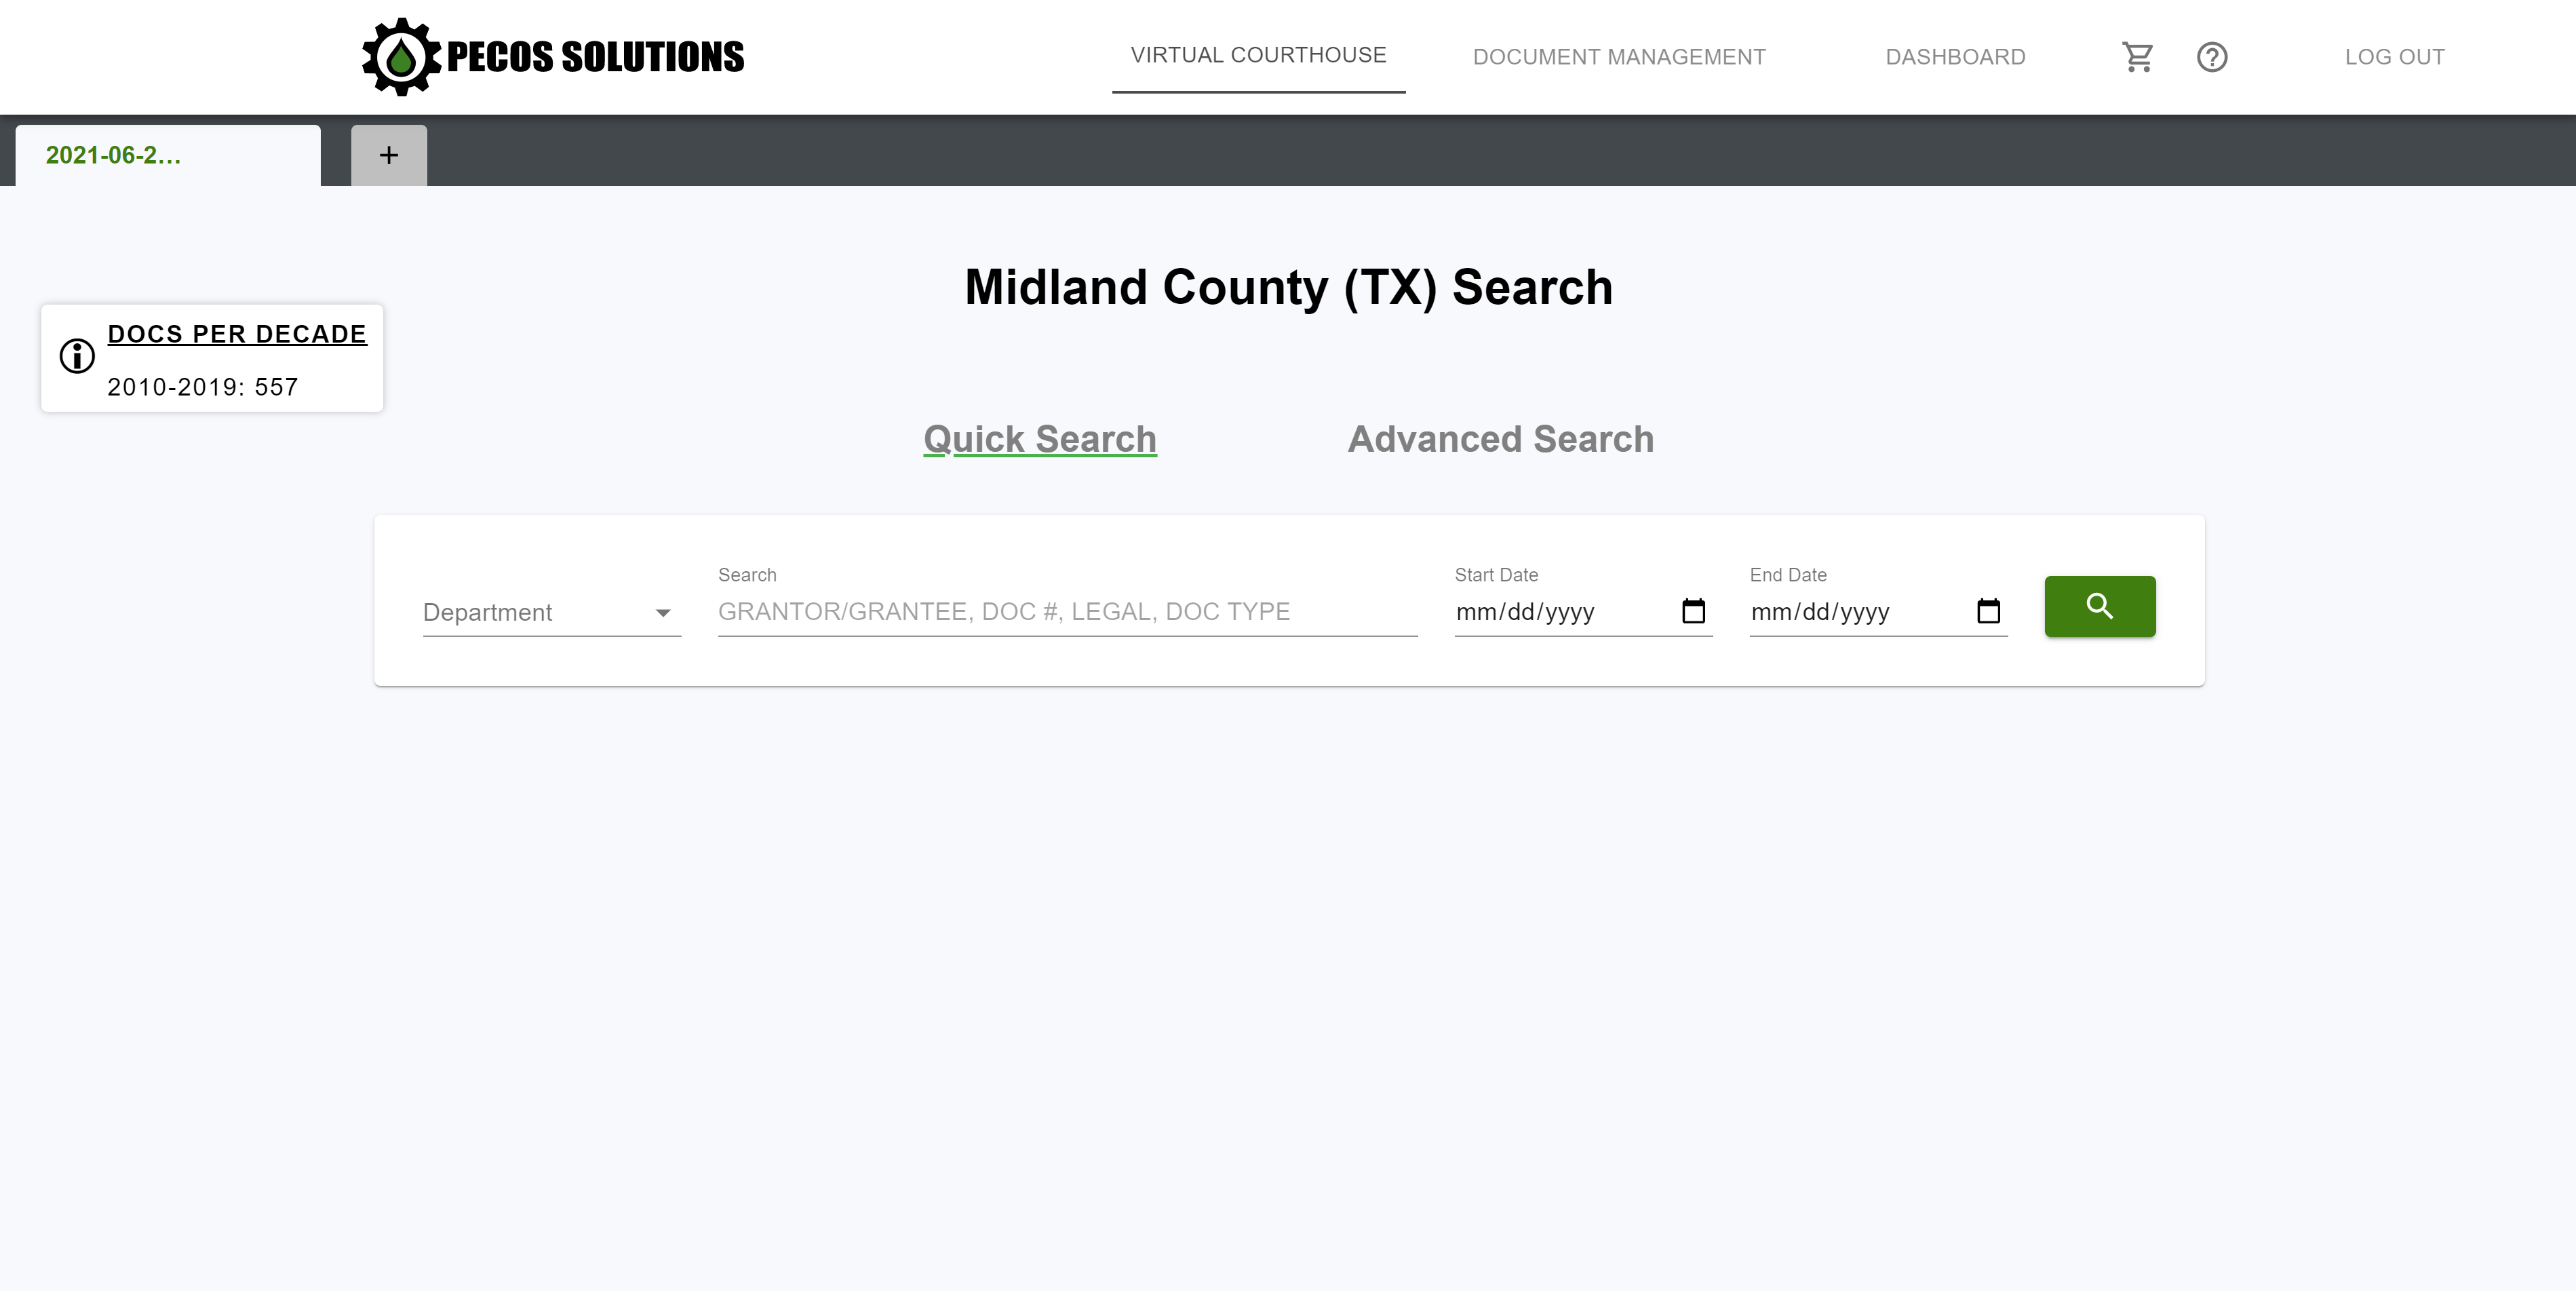 PECOS SOLUTIONS
VIRTUAL COURTHOUSE
DOCUMENT MANAGEMENT
DASHBOARD
LOG OUT
2021-06-2...
+
Midland County (TX) Search
DOCS PER DECADE
2010-2019: 557
Quick Search
Advanced Search
Department
Search
GRANTOR/GRANTEE, DOC #, LEGAL, DOC TYPE
Start Date
mm/dd/yyyy
End Date
mm/dd/yyyy